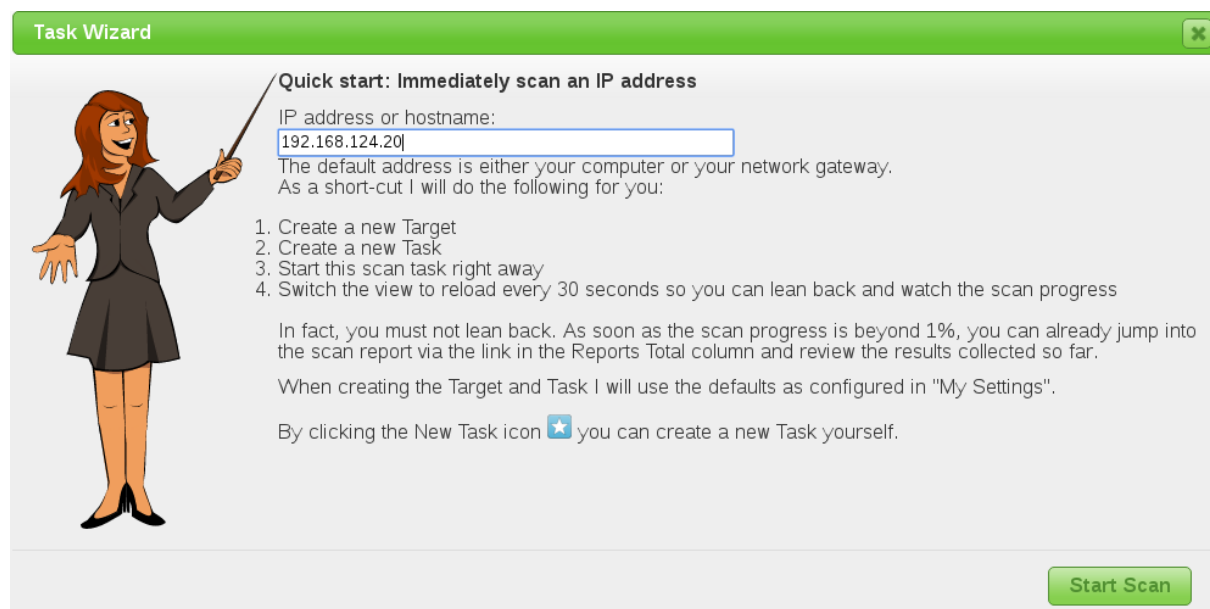 Task Wizard
Quick start: Immediately scan an IP address
IP address or hostname:
192.168.124.20
The default address is either your computer or your network gateway.
As a short-cut I will do the following for you:
1. Create a new Target
2. Create a new Task
3. Start this scan task right away
4. Switch the view to reload every 30 seconds so you can lean back and watch the scan progress
In fact, you must not lean back. As soon as the scan progress is beyond 1%, you can already jump into
the scan report via the link in the Reports Total column and review the results collected so far.
When creating the Target and Task I will use the defaults as configured in "My Settings".
By clicking the New Task icon you can create a new Task yourself.
Start Scan